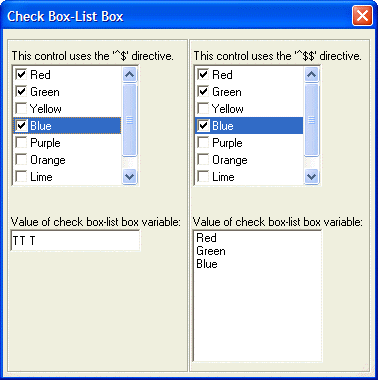 Check Box-List Box
This control uses the '^$' directive.
Red
Green
Yellow
Blue
Purple
Orange
Lime
Value of check box-list box variable:
TT T
This control uses the '^$$' directive.
Red
Green
Yellow
Blue
Purple
Orange
Lime
Value of check box-list box variable:
Red
Green
Blue